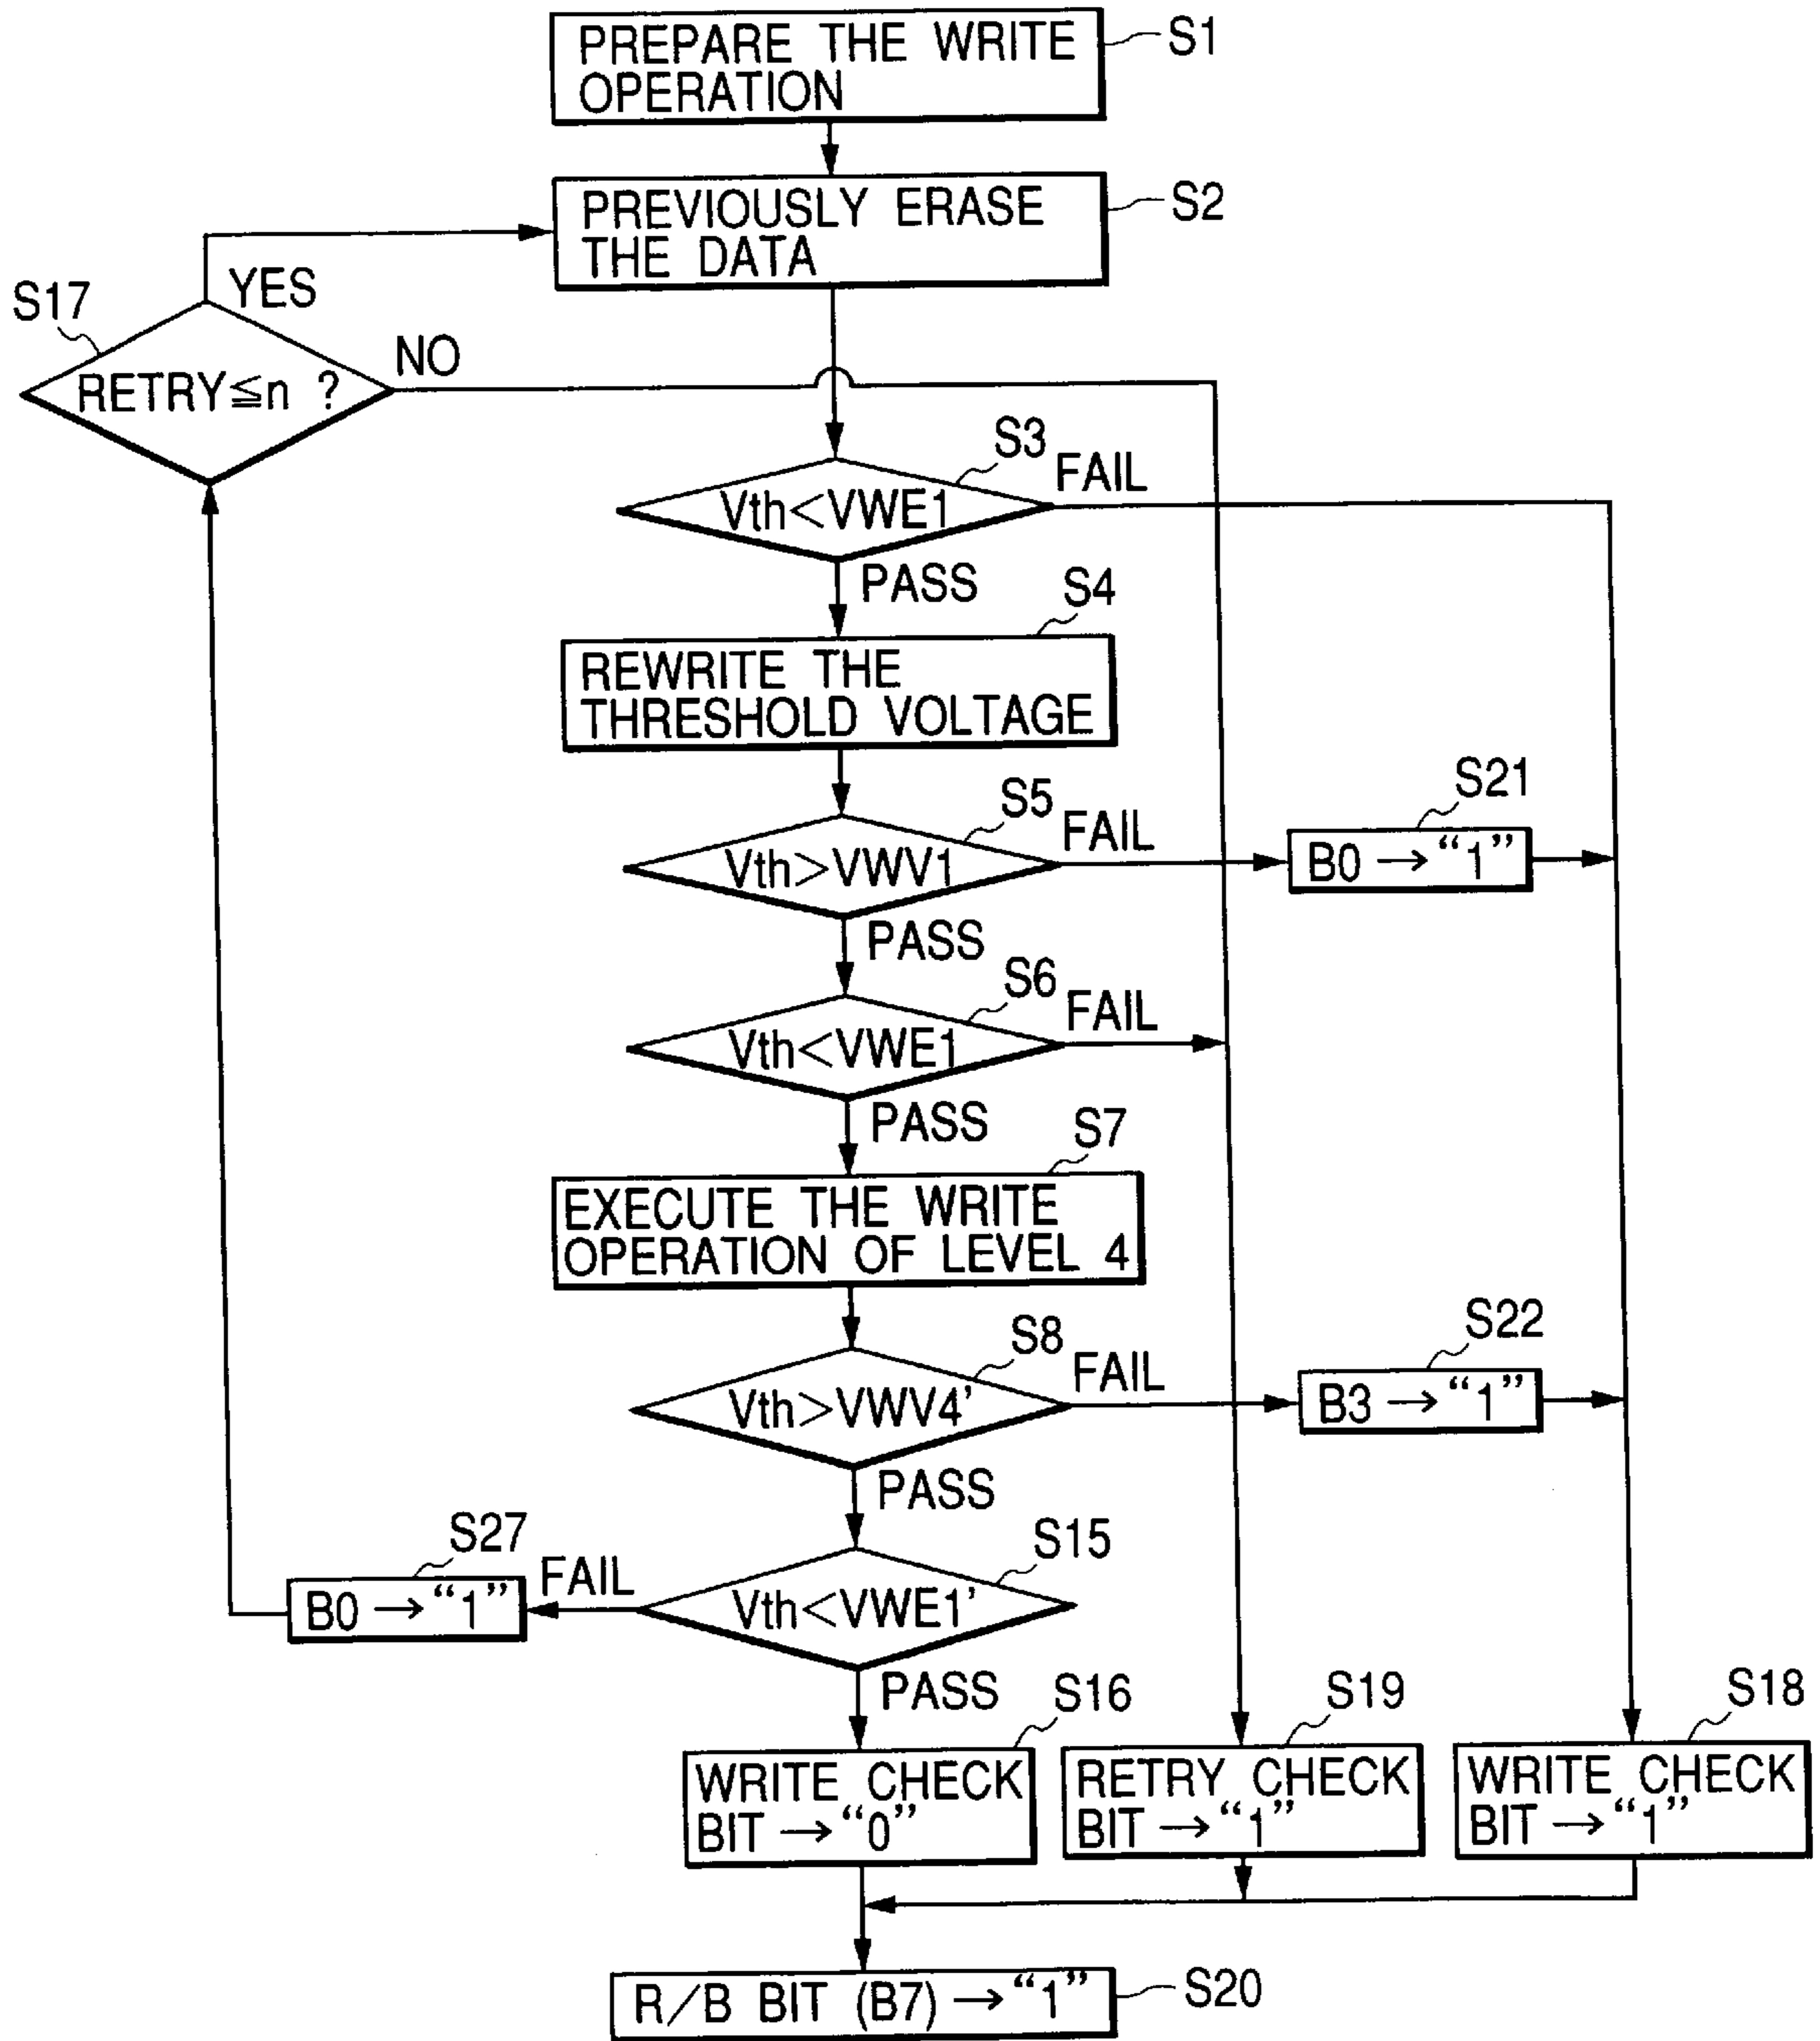 PREPARE THE WRITE
OPERATION
S1
PREVIOUSLY ERASE
THE DATA
S2
S17
YES
RETRY≦n ?
NO
S3
Vth<VWE1
FAIL
PASS
S4
REWRITE THE
THRESHOLD VOLTAGE
S5
Vth>VWV1
FAIL
S21
B0 → “1”
PASS
S6
Vth<VWE1
FAIL
PASS
S7
EXECUTE THE WRITE
OPERATION OF LEVEL 4
S8
Vth>VWV4’
FAIL
S22
B3 → “1”
PASS
S27
B0 → “1”
FAIL
S15
Vth<VWE1’
PASS
S16
WRITE CHECK
BIT → “0”
S19
RETRY CHECK
BIT → “1”
S18
WRITE CHECK
BIT → “1”
R/B BIT (B7) → “1”
S20